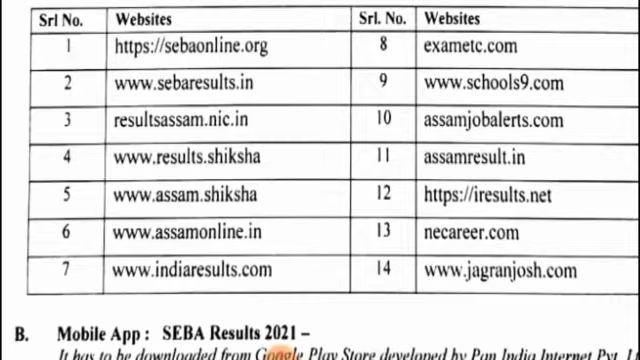 Srl No. Websites Srl. No. Websites
1 https://sebaonline.org 8 exametc.com
2 www.sebaresults.in 9 www.schools9.com
3 resultsassam.nic.in 10 assamjobalerts.com
4 www.results.shiksha 11 assamresult.in
5 www.assam.shiksha 12 https://iresults.net
6 www.assamonline.in 13 necareer.com
7 www.indiaresults.com 14 www.jagranjosh.com
B. Mobile App : SEBA Results 2021 –
It has to be downloaded from Google Play Store developed by Pan India Internet Pvt.